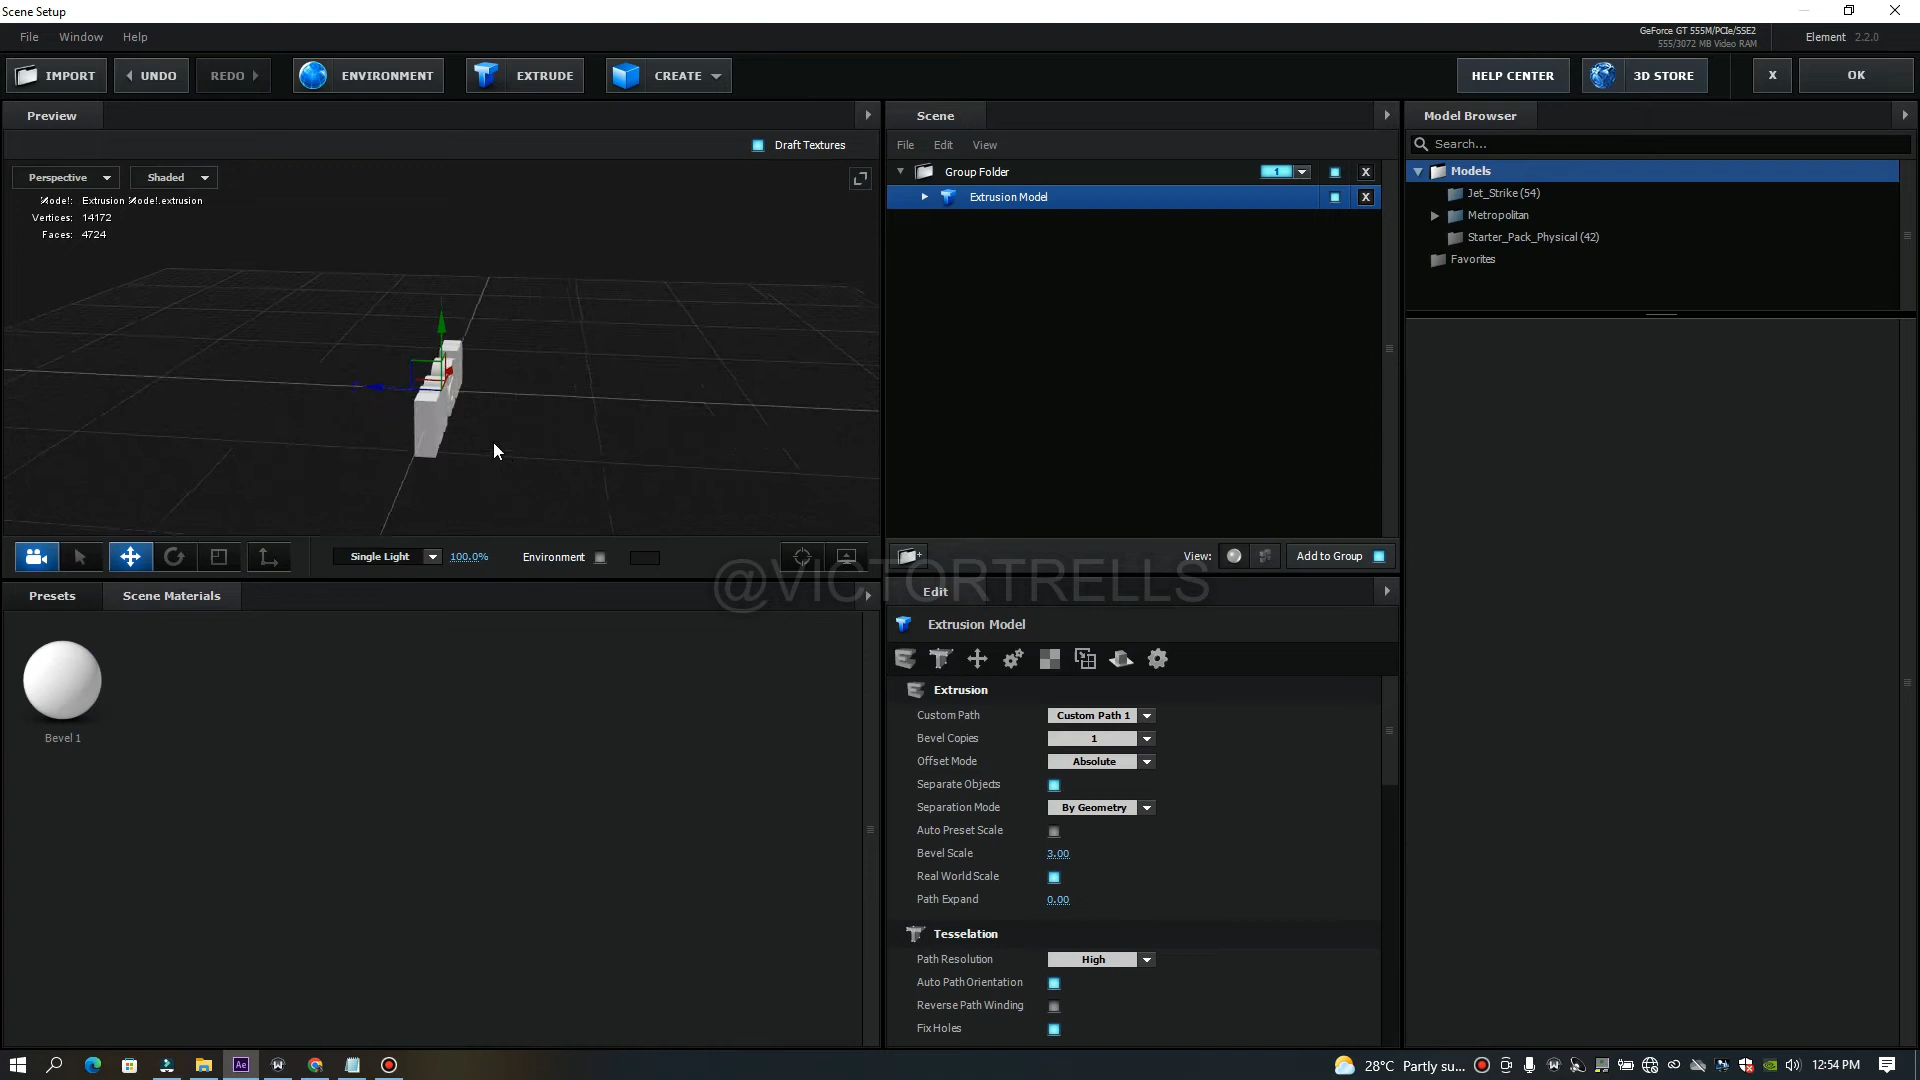 Scene Setup
File Window Help
GeForce GT 555M/PCIe/SSE2
555/3072 MB Video RAM
Element 2.2.0
IMPORT UNDO REDO ENVIRONMENT EXTRUDE CREATE HELP CENTER 3D STORE X OK
Preview
Draft Textures
Perspective Shaded
Model: Extrusion Model.extrusion
Vertices: 14172
Faces: 4724
Single Light 100.0% Environment
Presets Scene Materials
Bevel 1
Scene
File Edit View
Group Folder 1 X
Extrusion Model X
View: Add to Group
@VICTORTRELLS
Edit
Extrusion Model
Extrusion
Custom Path Custom Path 1
Bevel Copies 1
Offset Mode Absolute
Separate Objects
Separation Mode By Geometry
Auto Preset Scale
Bevel Scale 3.00
Real World Scale
Path Expand 0.00
Tesselation
Path Resolution High
Auto Path Orientation
Reverse Path Winding
Fix Holes
Model Browser
Search...
Models
Jet_Strike (54)
Metropolitan
Starter_Pack_Physical (42)
Favorites
28°C Partly su... 12:54 PM